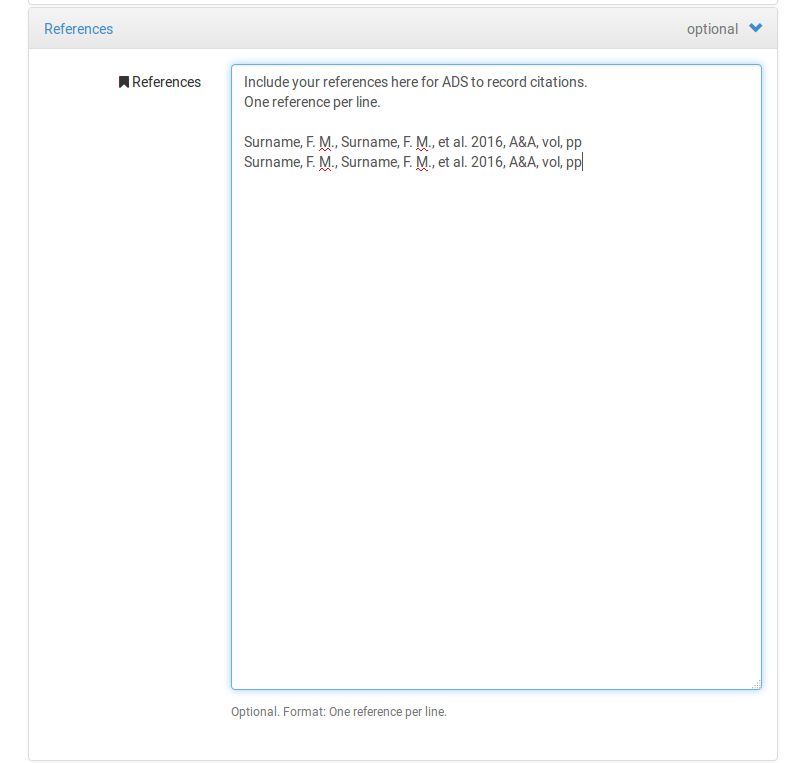 References optional
References
Include your references here for ADS to record citations.
One reference per line.
Surname, F. M., Surname, F. M., et al. 2016, A&A, vol, pp
Surname, F. M., Surname, F. M., et al. 2016, A&A, vol, pp
Optional. Format: One reference per line.